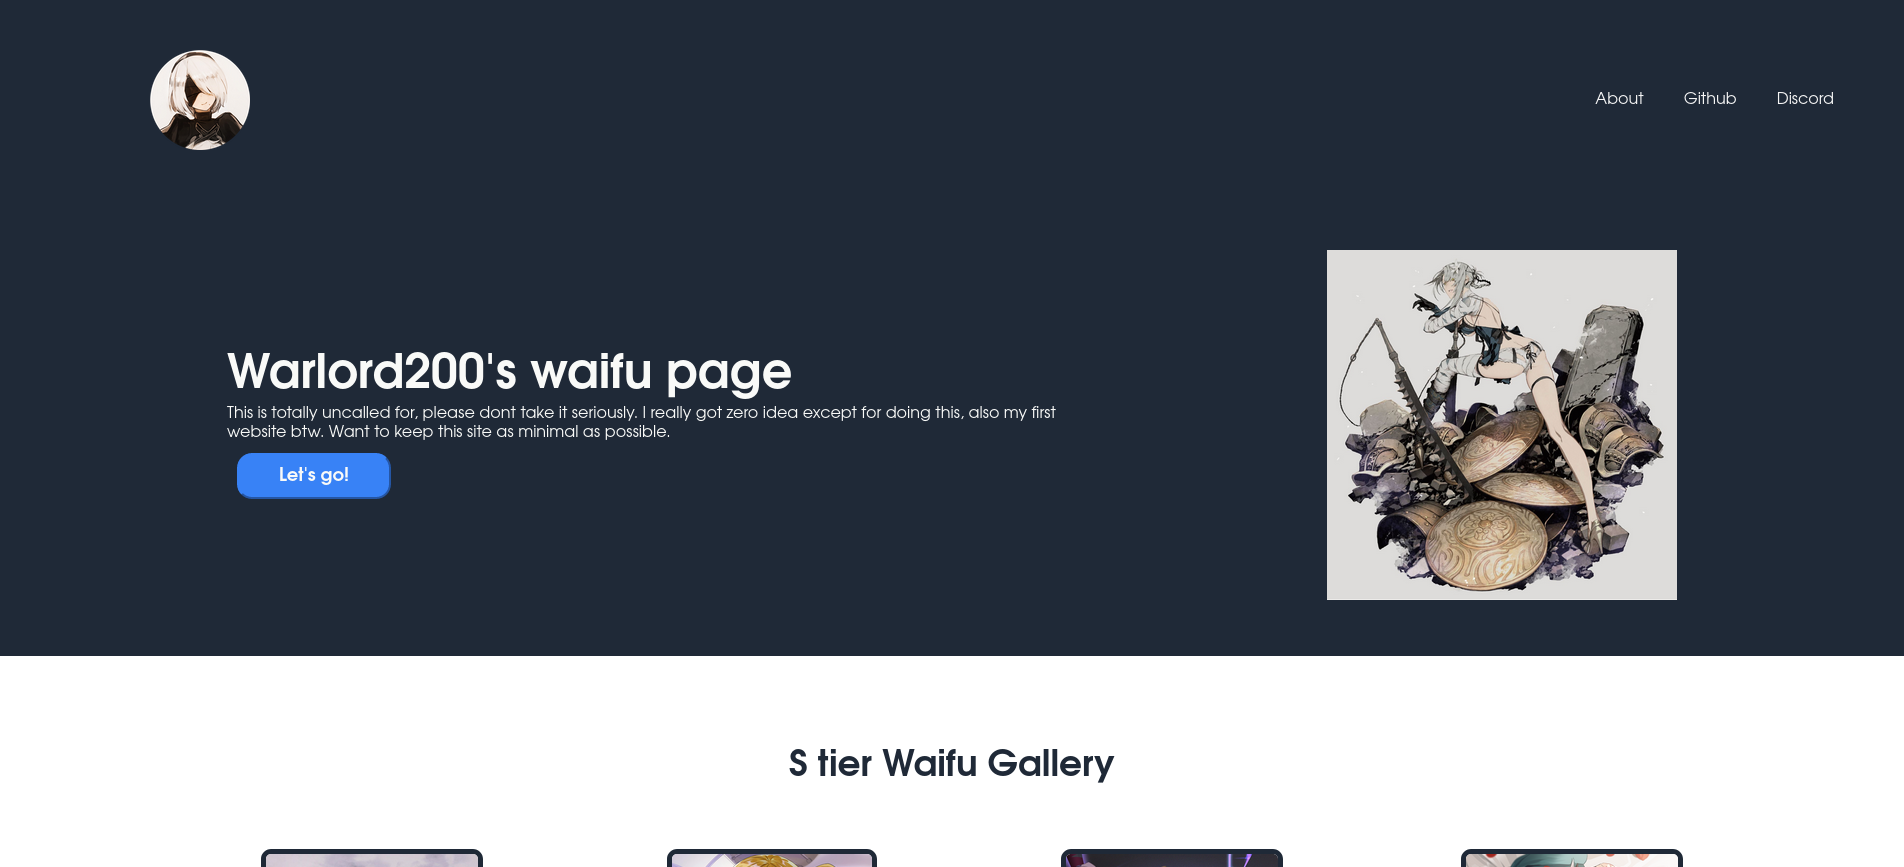 About Github Discord
Warlord200's waifu page
This is totally uncalled for, please dont take it seriously. I really got zero idea except for doing this, also my first
website btw. Want to keep this site as minimal as possible.
Let's go!
S tier Waifu Gallery